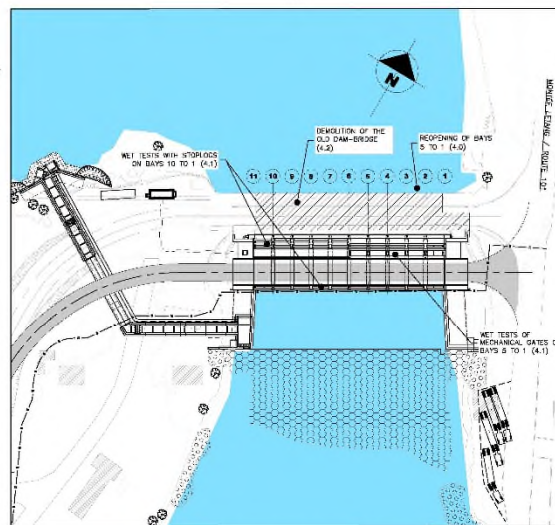 N
DEMOLITION OF THE
OLD DAM-BRIDGE
(4.2)
REOPENING OF BAYS
5 TO 1 (4.0)
WET TESTS WITH STOPLOGS
ON BAYS 10 TO 1 (4.1)
11 10 9 8 7 6 5 4 3 2 1
ROUTE 101
WET TESTS OF
MECHANICAL GATES O
BAYS 5 TO 1 (4.1)